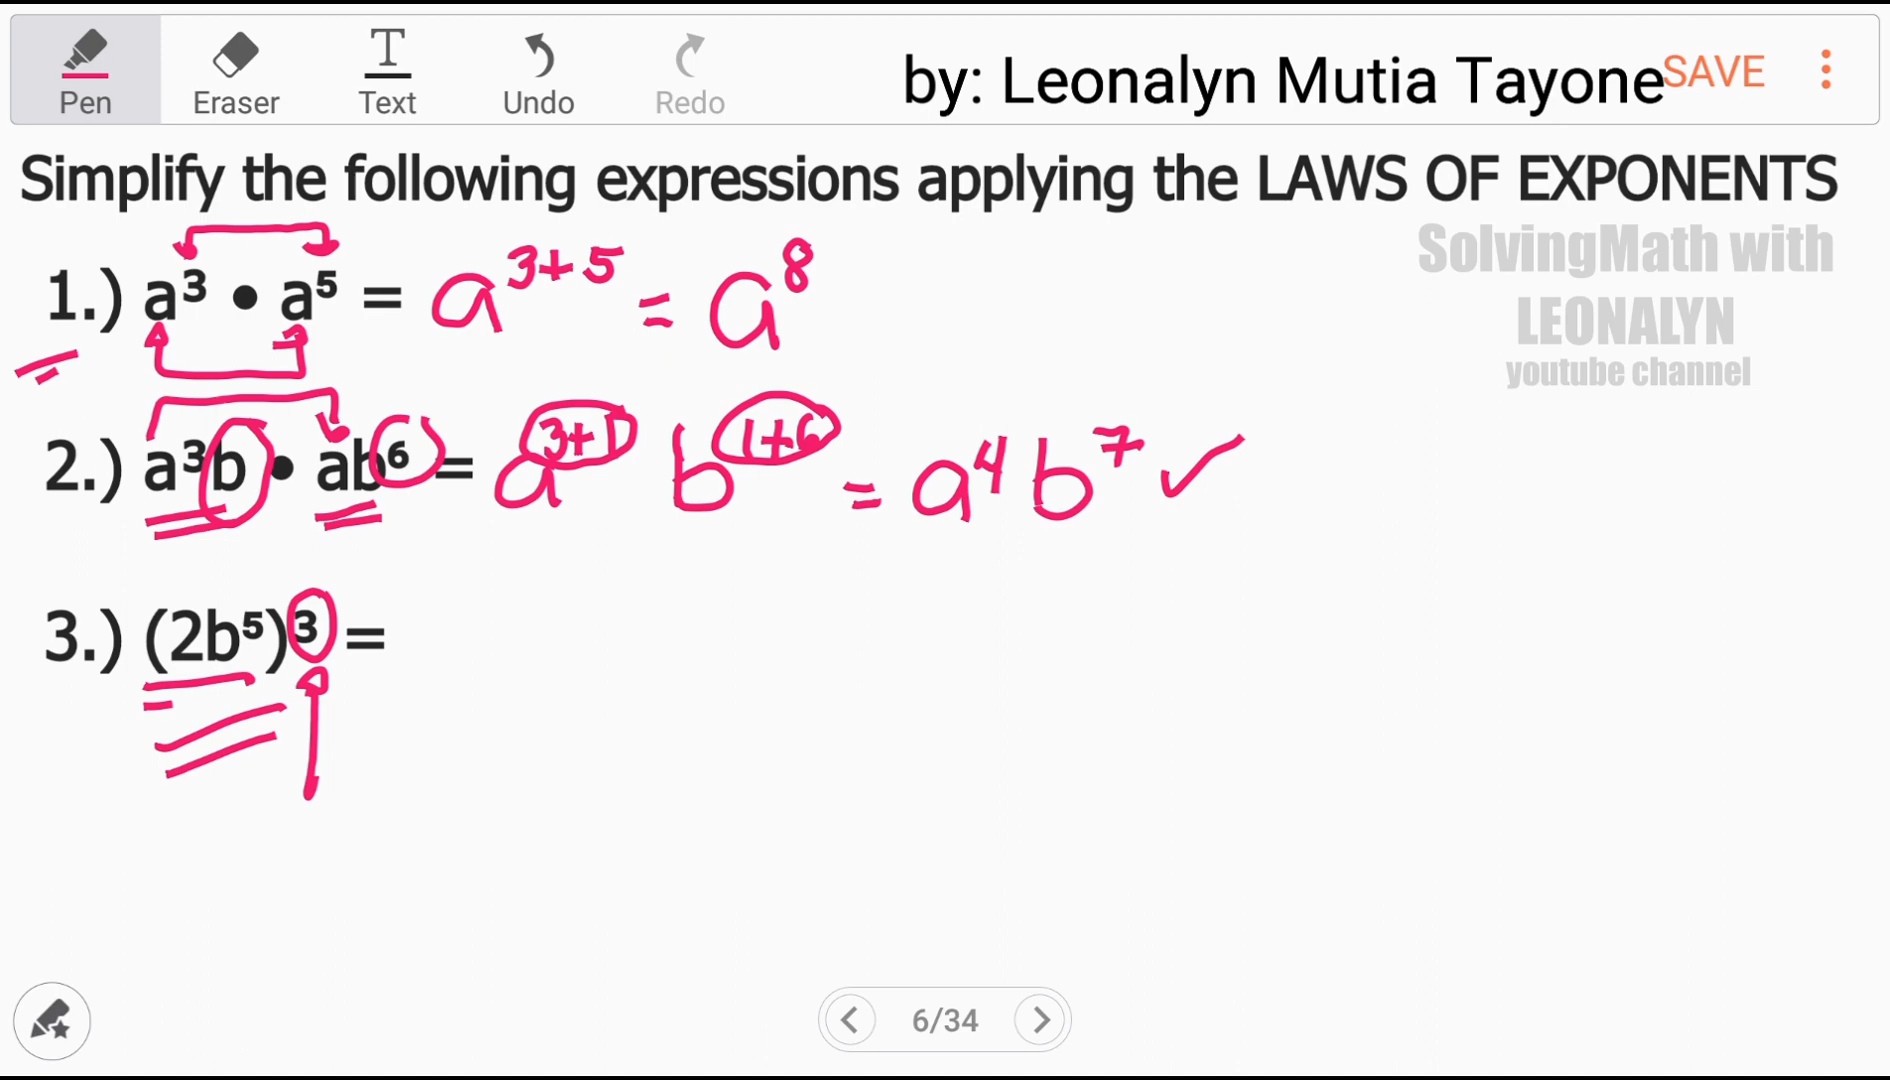 Pen Eraser Text Undo Redo by: Leonalyn Mutia Tayone SAVE
Simplify the following expressions applying the LAWS OF EXPONENTS
SolvingMath with
LEONALYN
youtube channel
1.) a³ • a⁵ = a³⁺⁵ = a⁸
2.) a³b • ab⁶ = a³⁺¹ b¹⁺⁶ = a⁴b⁷ ✓
3.) (2b⁵)³ =
6/34